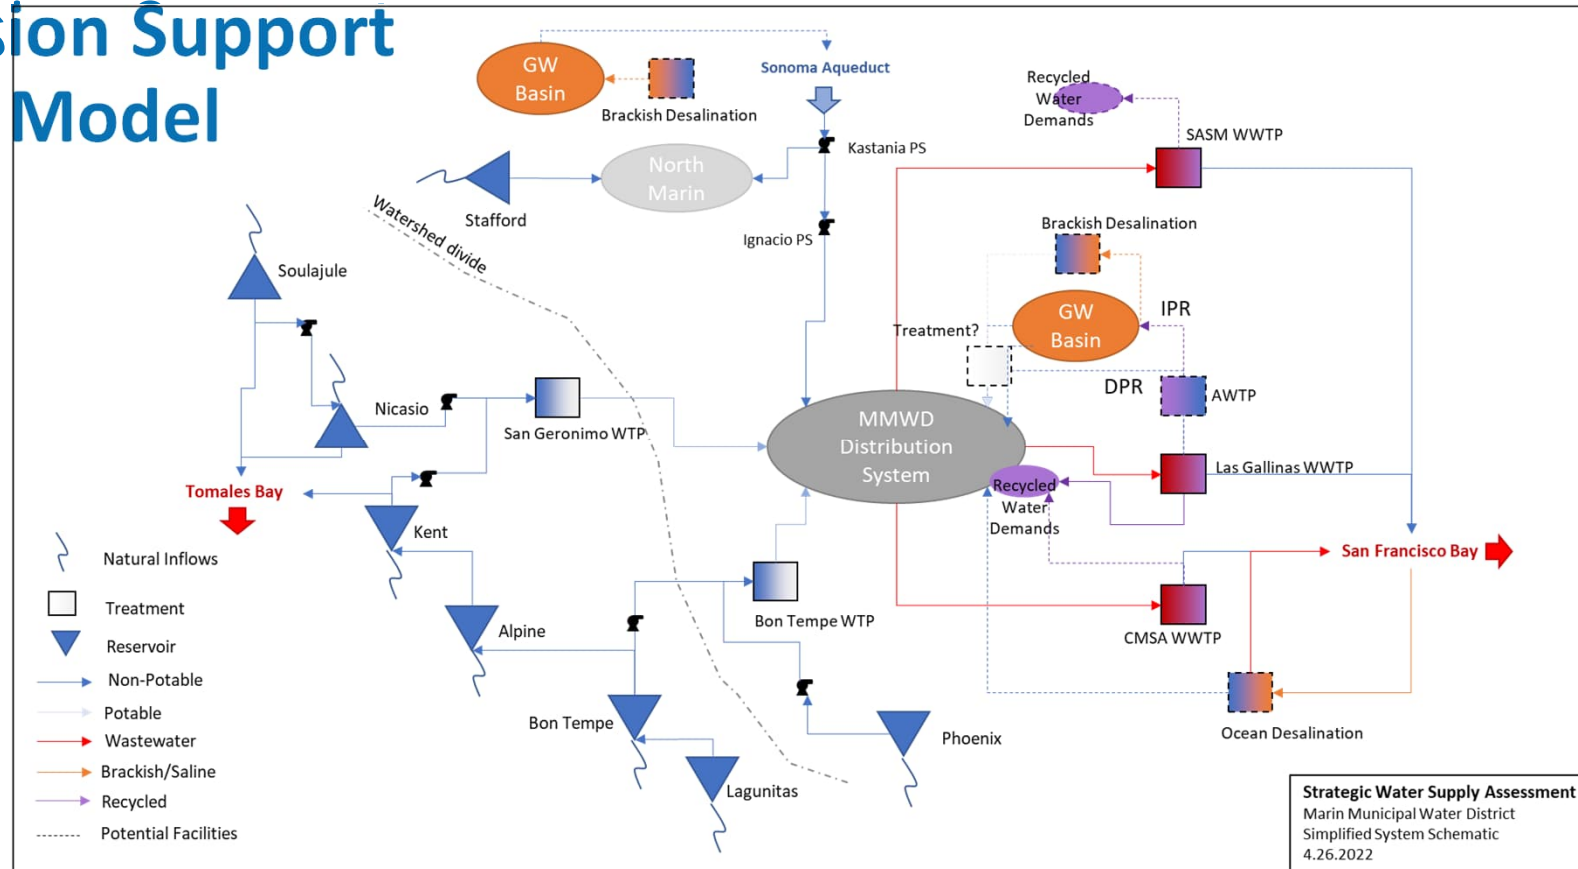 sion Support
Model
GW
Basin
Brackish Desalination
Sonoma Aqueduct
Kastania PS
North
Marin
Stafford
Ignacio PS
Watershed divide
Recycled
Water
Demands
SASM WWTP
Brackish Desalination
GW
Basin
IPR
Treatment?
DPR
AWTP
Soulajule
Nicasio
San Geronimo WTP
MMWD
Distribution
System
Las Gallinas WWTP
Recycled
Water
Demands
Tomales Bay
Kent
San Francisco Bay
Alpine
Bon Tempe WTP
CMSA WWTP
Bon Tempe
Phoenix
Ocean Desalination
Lagunitas
Natural Inflows
Treatment
Reservoir
Non-Potable
Potable
Wastewater
Brackish/Saline
Recycled
Potential Facilities
Strategic Water Supply Assessment
Marin Municipal Water District
Simplified System Schematic
4.26.2022